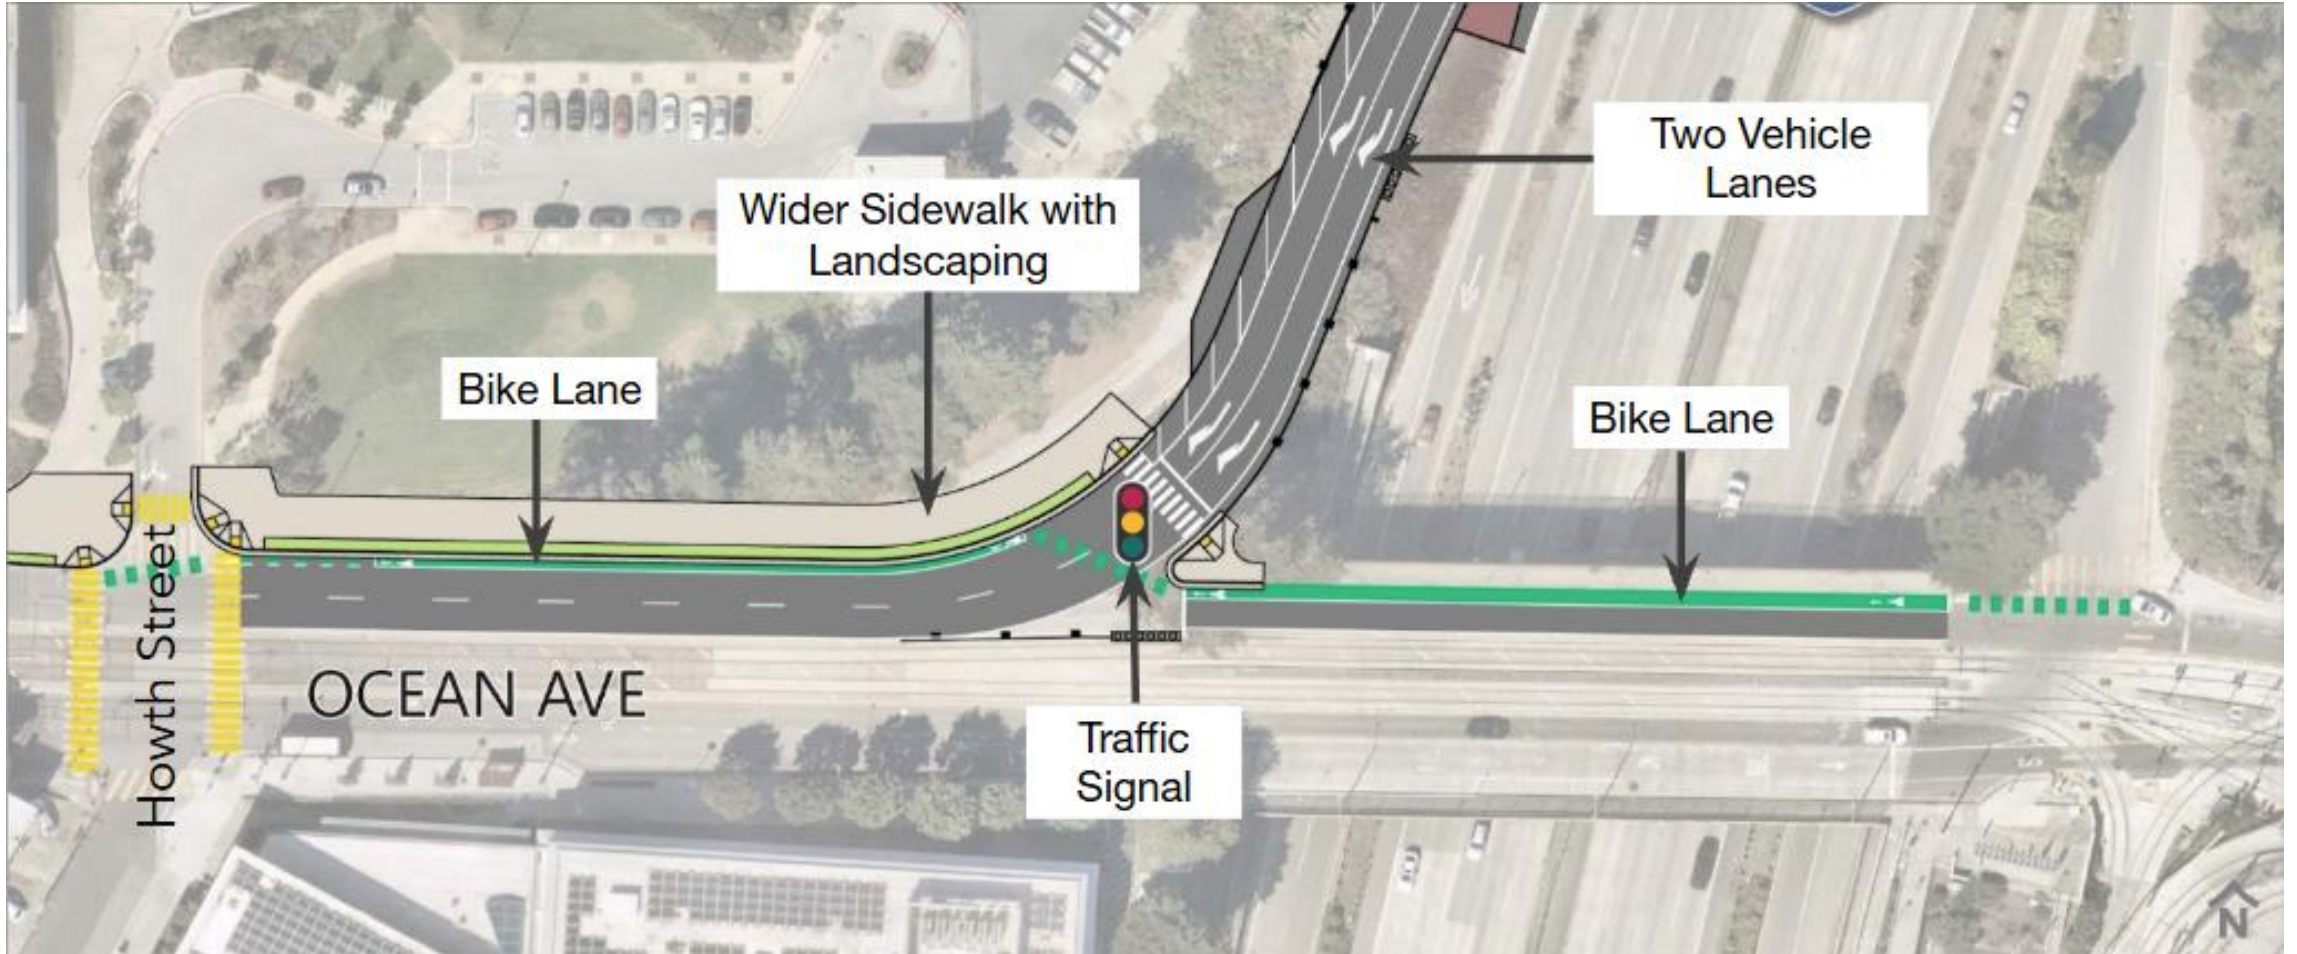 Two Vehicle
Lanes
Wider Sidewalk with
Landscaping
Bike Lane
Bike Lane
Howth Street
OCEAN AVE
Traffic
Signal
N